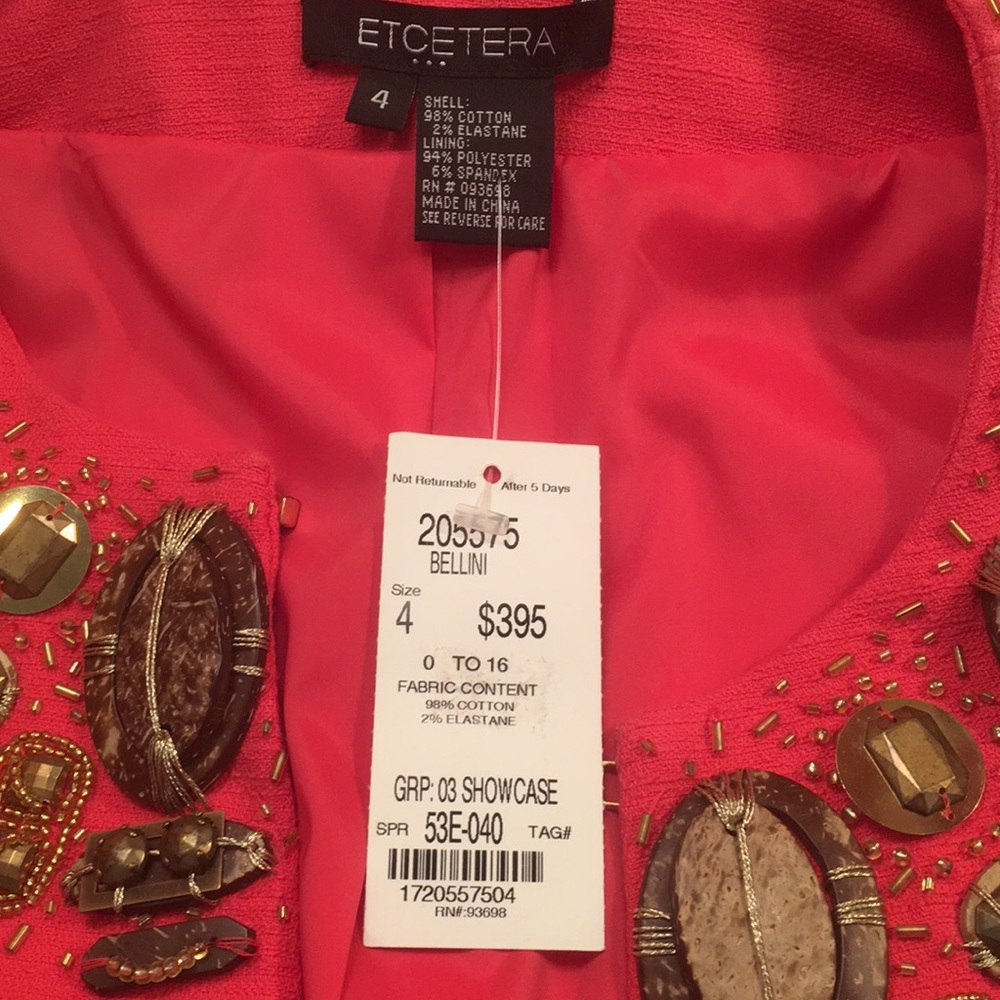 ETCETERA
4
SHELL:
98% COTTON
2% ELASTANE
LINING:
94% POLYESTER
6% SPANDEX
RN # 093698
MADE IN CHINA
SEE REVERSE FOR CARE
Not Returnable After 5 Days
205575
BELLINI
Size
4 $395
0 TO 16
FABRIC CONTENT
98% COTTON
2% ELASTANE
GRP: 03 SHOWCASE
SPR 53E-040 TAG#
1720557504
RN#:93698